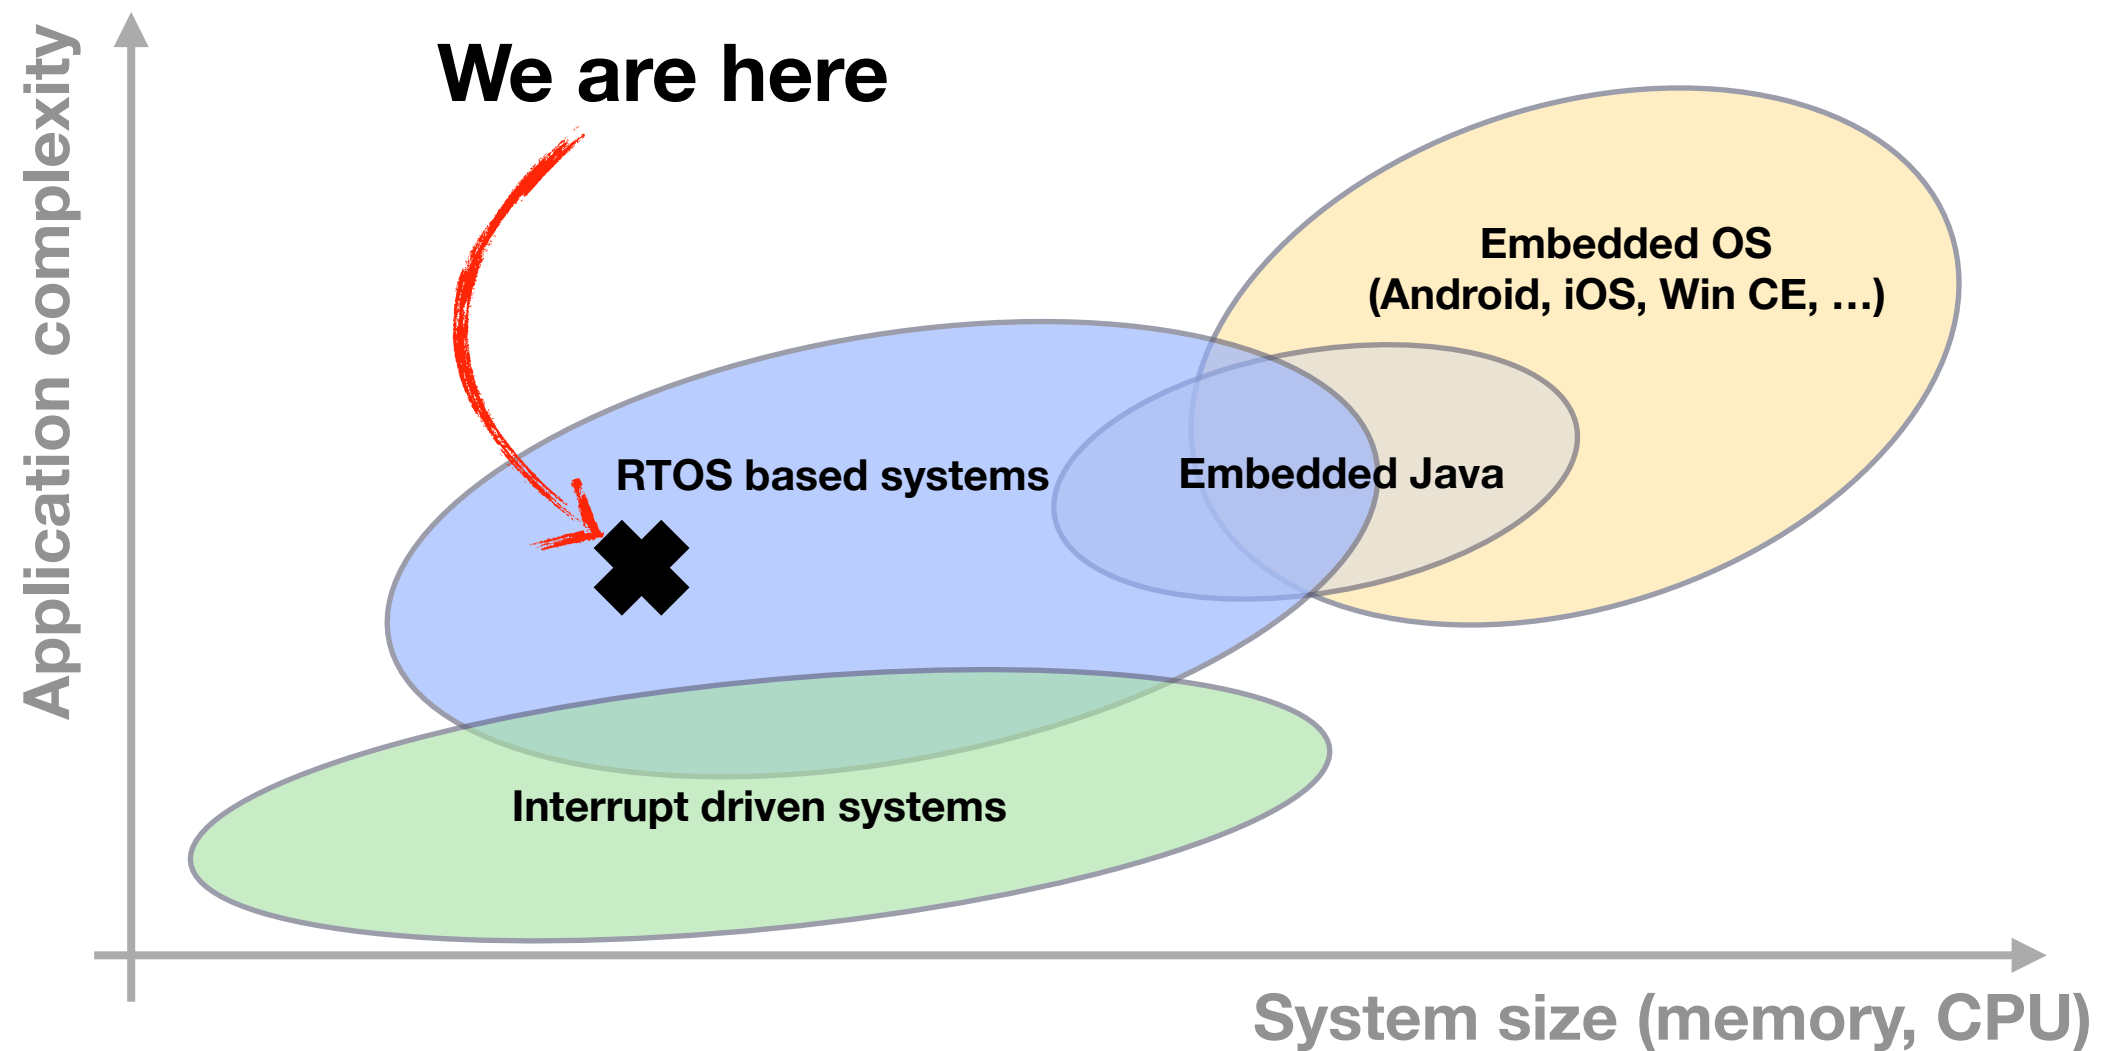 Application complexity
We are here
Embedded OS
(Android, iOS, Win CE, …)
RTOS based systems
Embedded Java
Interrupt driven systems
System size (memory, CPU)